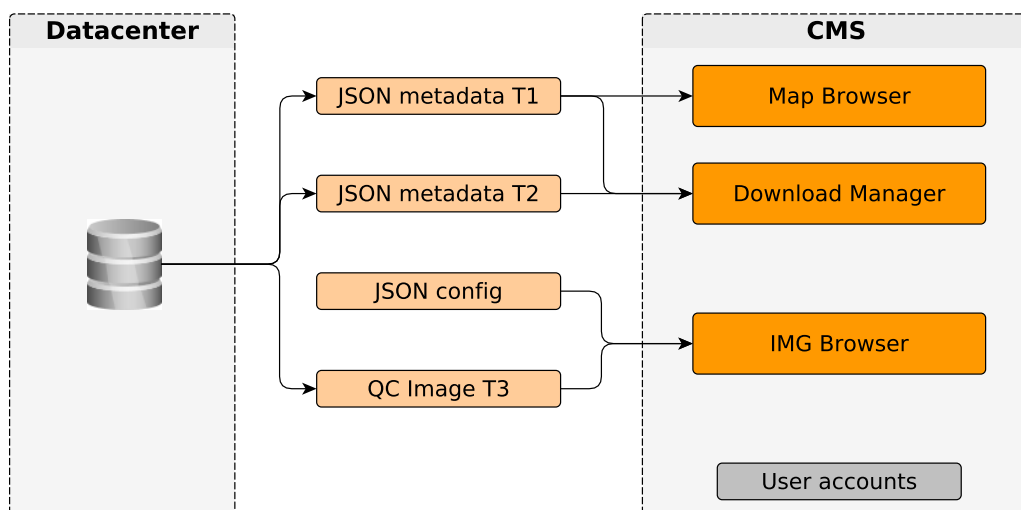 Datacenter
CMS
JSON metadata T1
Map Browser
JSON metadata T2
Download Manager
JSON config
IMG Browser
QC Image T3
User accounts